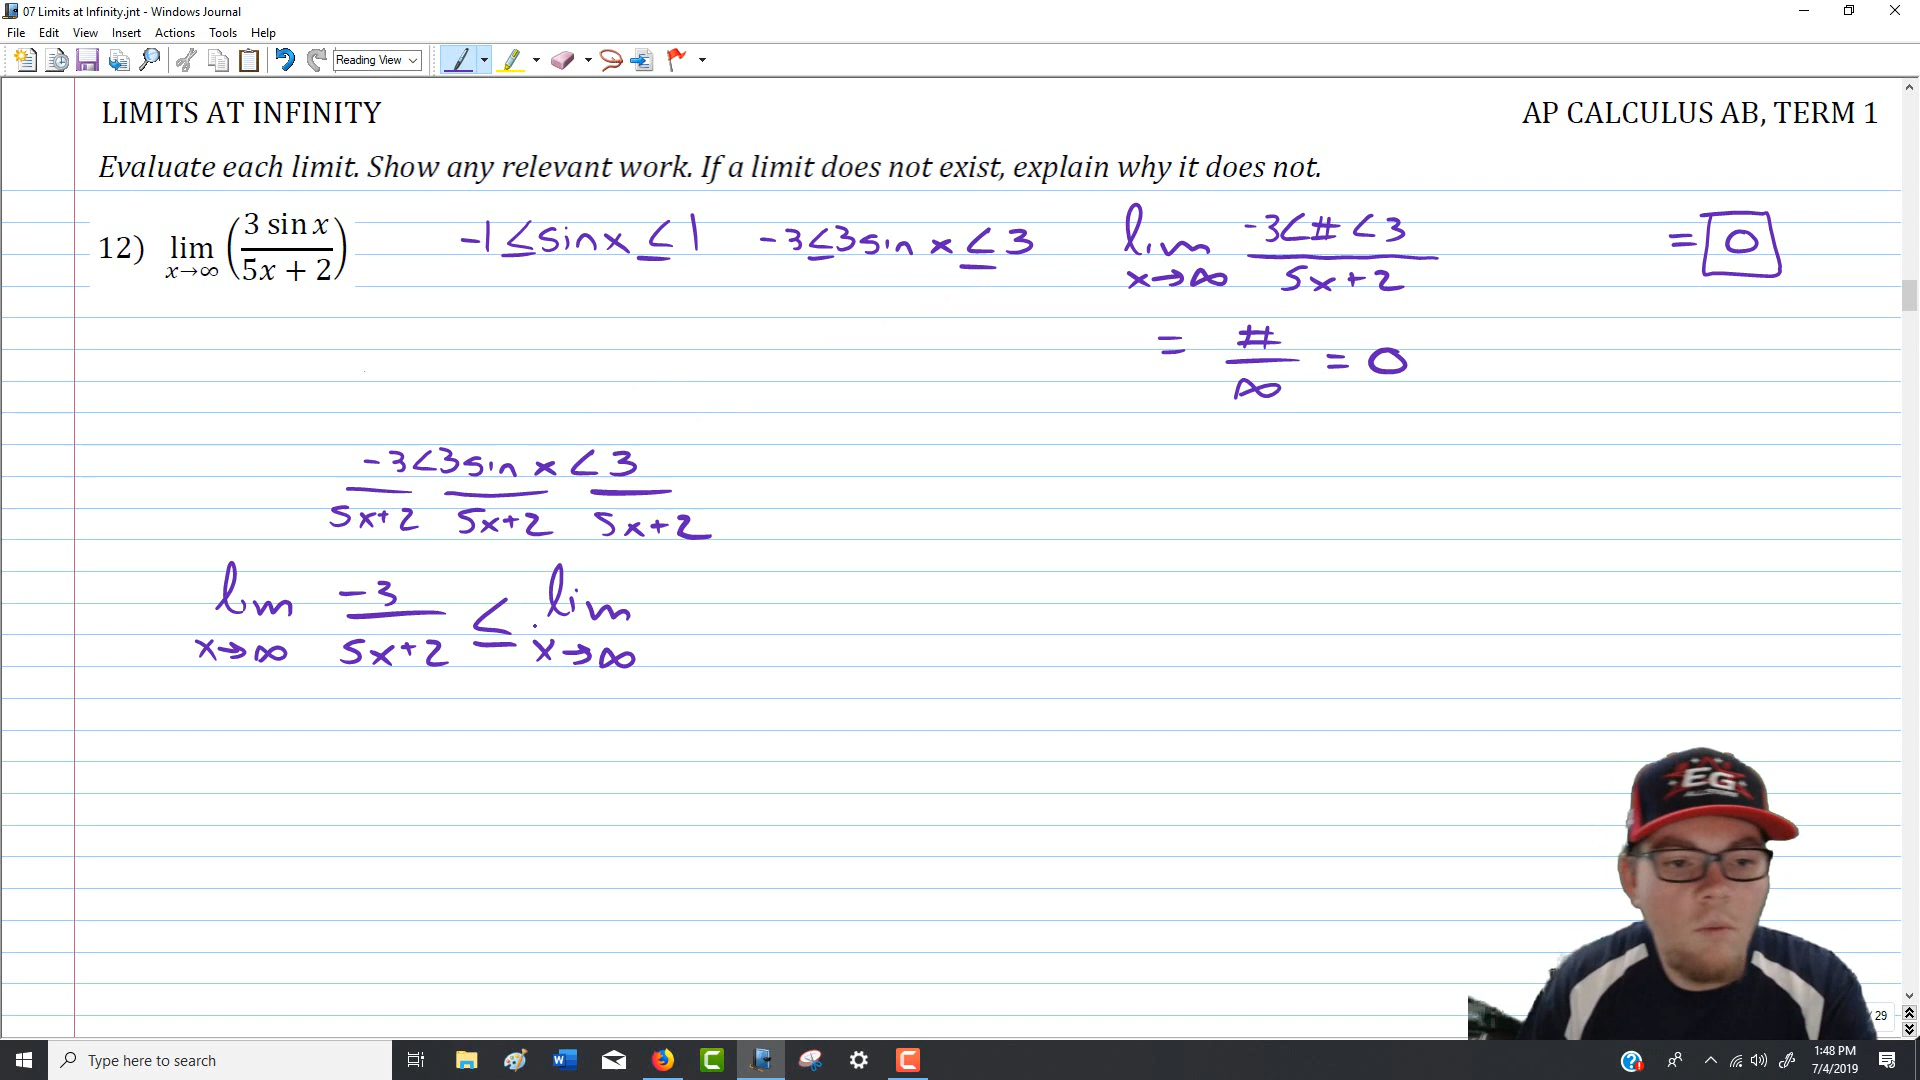 07 Limits at Infinity.jnt - Windows Journal
File Edit View Insert Actions Tools Help
Reading View
LIMITS AT INFINITY
AP CALCULUS AB, TERM 1
Evaluate each limit. Show any relevant work. If a limit does not exist, explain why it does not.
12) lim x→∞ (3 sin x / 5x + 2)
-1 ≤ sin x ≤ 1
-3 ≤ 3 sin x ≤ 3
lim x→∞ -3 < # < 3 / 5x + 2
= 0
= # / ∞ = 0
-3 < 3 sin x < 3
5x+2 5x+2 5x+2
lim x→∞ -3 / 5x+2 ≤ lim x→∞
EG
/ 29
Type here to search
1:48 PM
7/4/2019